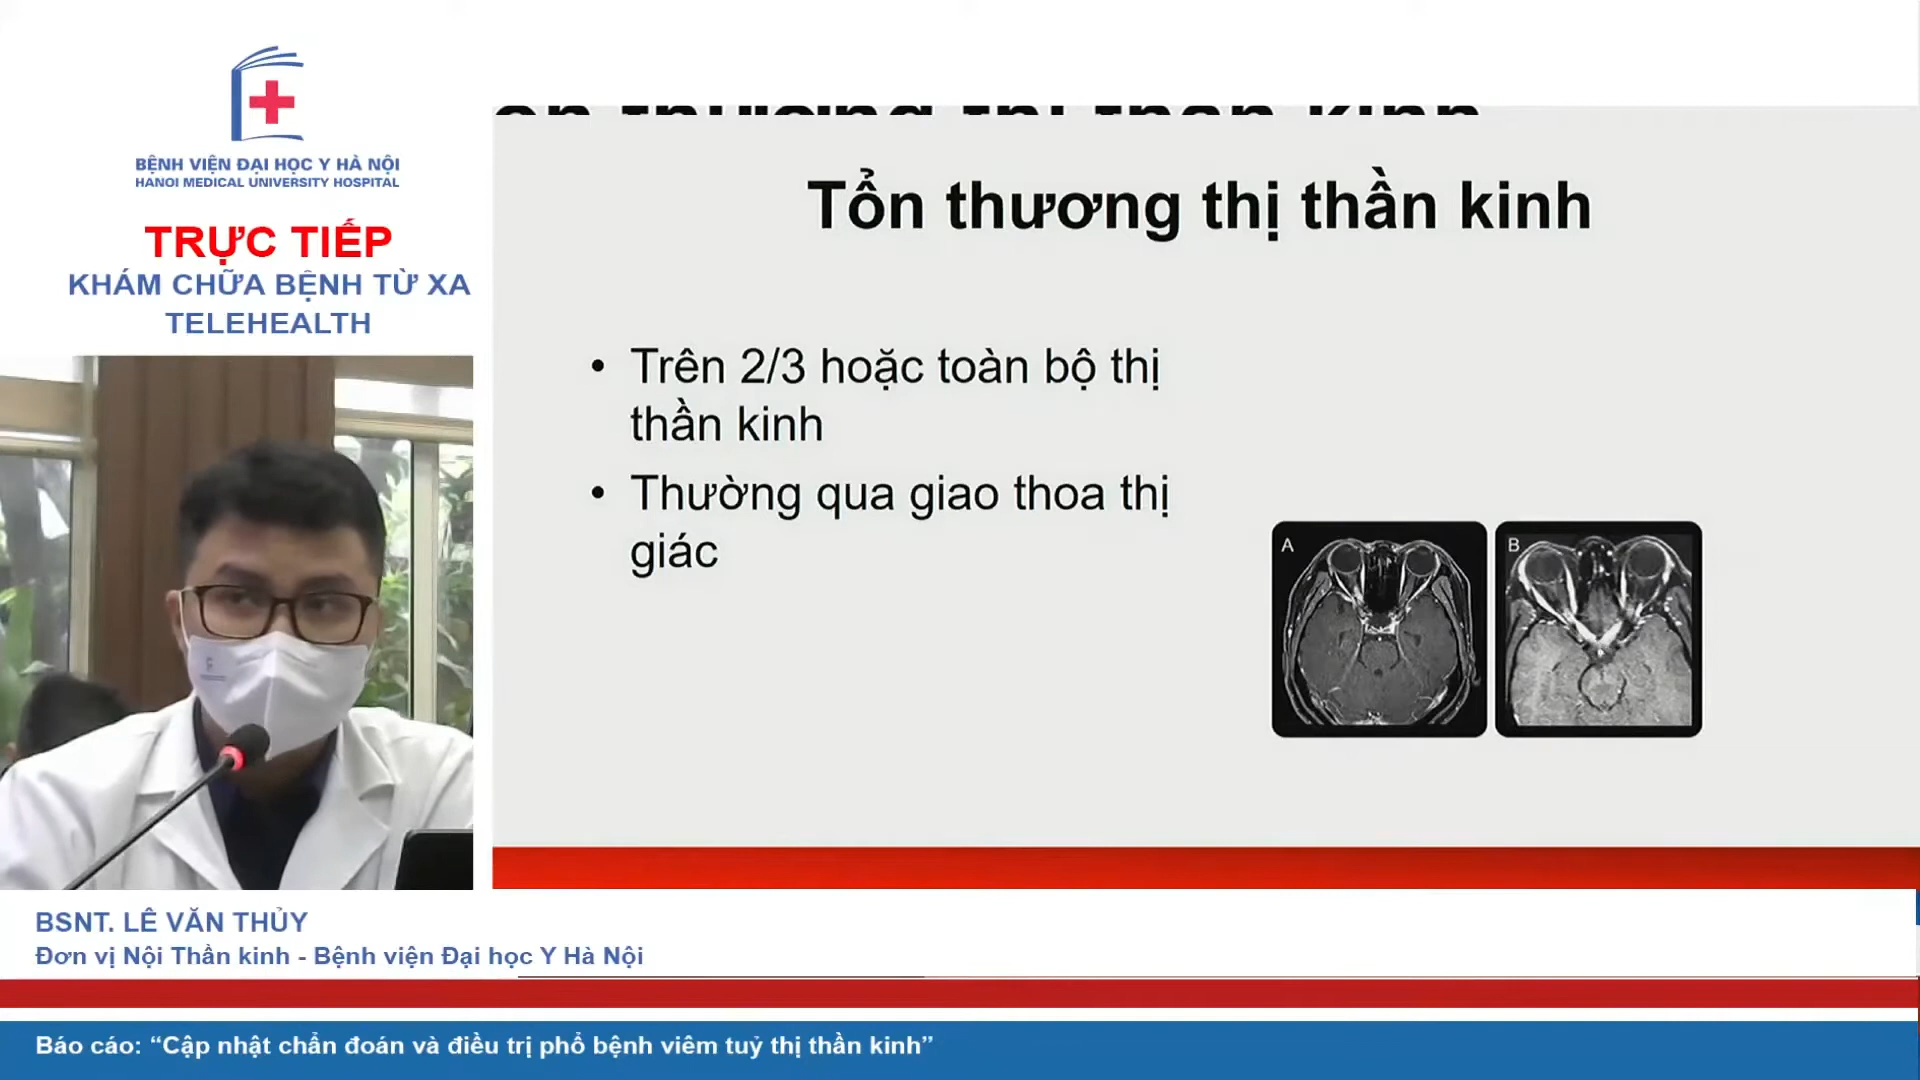 BỆNH VIỆN ĐẠI HỌC Y HÀ NỘI
HANOI MEDICAL UNIVERSITY HOSPITAL
TRỰC TIẾP
KHÁM CHỮA BỆNH TỪ XA
TELEHEALTH
Tổn thương thị thần kinh
• Trên 2/3 hoặc toàn bộ thị
thần kinh
• Thường qua giao thoa thị
giác
A
B
BSNT. LÊ VĂN THỦY
Đơn vị Nội Thần kinh - Bệnh viện Đại học Y Hà Nội
Báo cáo: “Cập nhật chẩn đoán và điều trị phổ bệnh viêm tuỷ thị thần kinh”